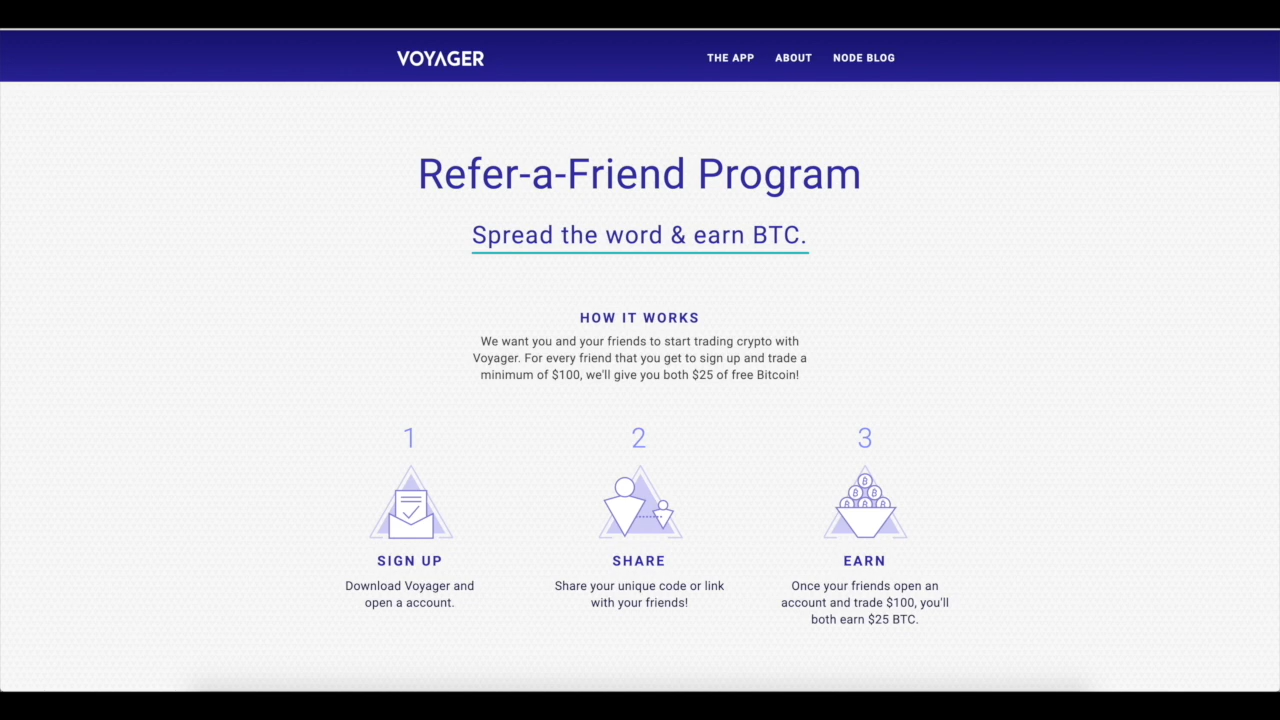 VOYAGER
THE APP
ABOUT
NODE BLOG
Refer-a-Friend Program
Spread the word & earn BTC.
HOW IT WORKS
We want you and your friends to start trading crypto with
Voyager. For every friend that you get to sign up and trade a
minimum of $100, we'll give you both $25 of free Bitcoin!
1
2
3
SIGN UP
Download Voyager and
open a account.
SHARE
Share your unique code or link
with your friends!
EARN
Once your friends open an
account and trade $100, you'll
both earn $25 BTC.